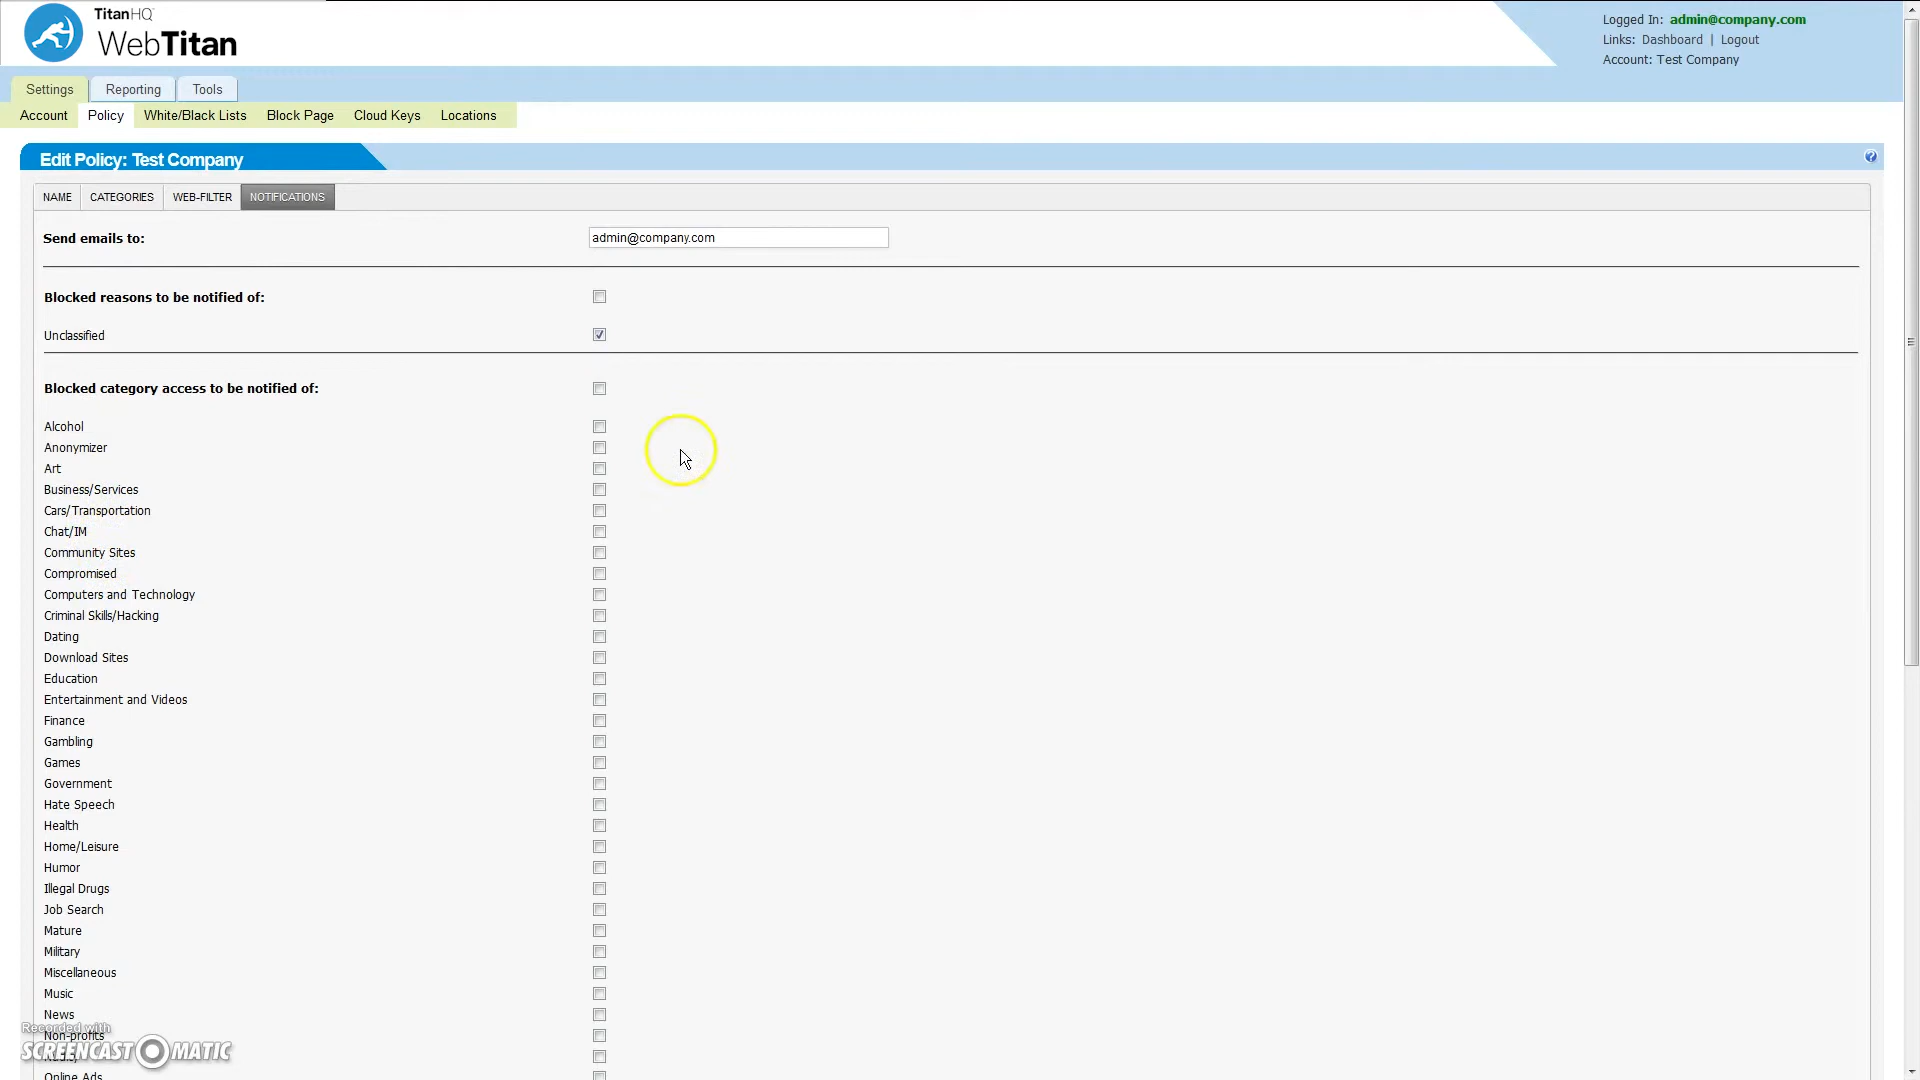 TitanHQ
WebTitan
Logged In: admin@company.com
Links: Dashboard | Logout
Account: Test Company
Settings Reporting Tools
Account Policy White/Black Lists Block Page Cloud Keys Locations
Edit Policy: Test Company
NAME CATEGORIES WEB-FILTER NOTIFICATIONS
Send emails to: admin@company.com
Blocked reasons to be notified of:
Unclassified
Blocked category access to be notified of:
Alcohol
Anonymizer
Art
Business/Services
Cars/Transportation
Chat/IM
Community Sites
Compromised
Computers and Technology
Criminal Skills/Hacking
Dating
Download Sites
Education
Entertainment and Videos
Finance
Gambling
Games
Government
Hate Speech
Health
Home/Leisure
Humor
Illegal Drugs
Job Search
Mature
Military
Miscellaneous
Music
News
Recorded with
Non-profits
SCREENCAST O MATIC
Online Ads